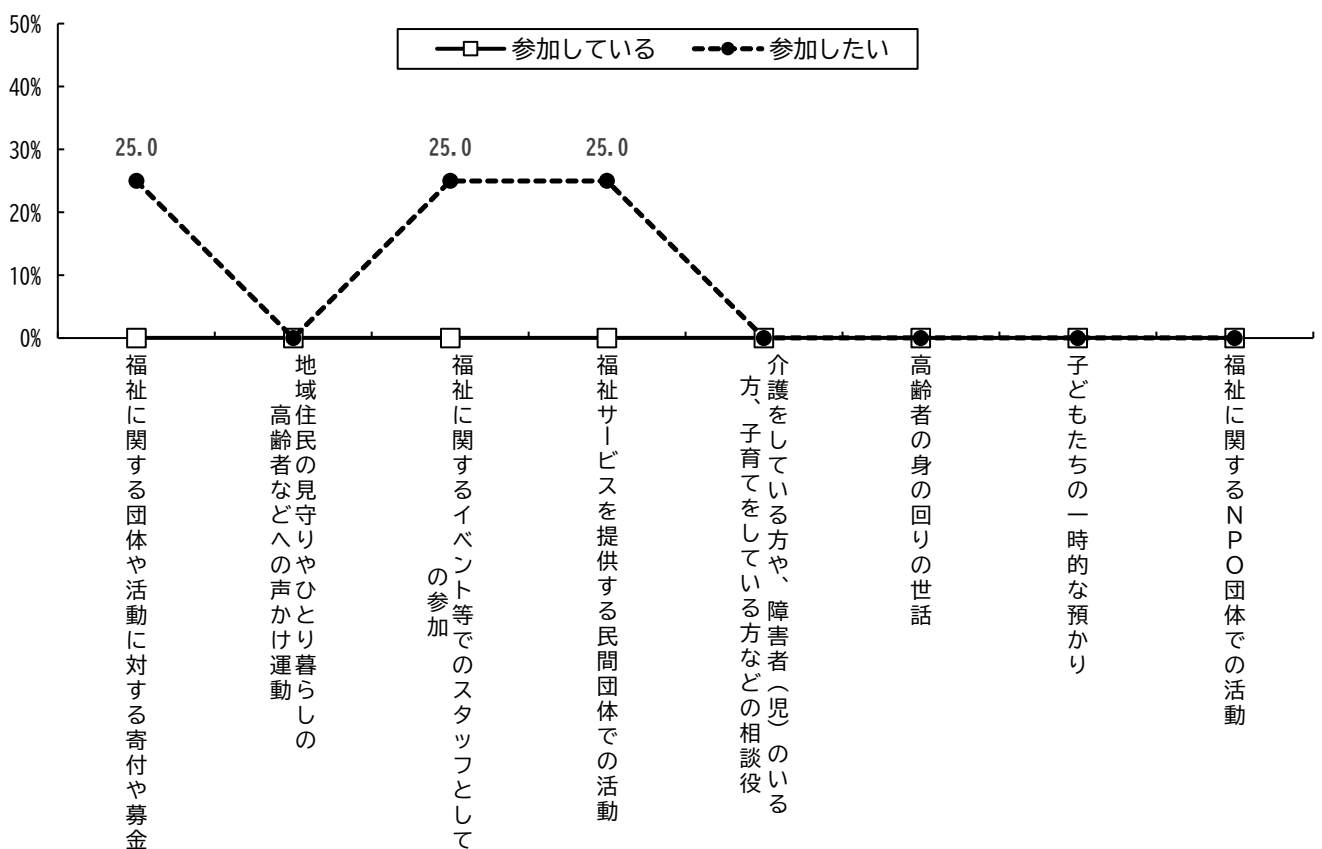 50%
40%
30%
20%
10%
0%
参加している
参加したい
25.0
25.0
25.0
福祉に関する団体や活動に対する寄付や募金
地域住民の見守りやひとり暮らしの
高齢者などへの声かけ運動
福祉に関するイベント等でのスタッフとして
の参加
福祉サービスを提供する民間団体での活動
介護をしている方や、障害者（児）のいる
方、子育てをしている方などの相談役
高齢者の身の回りの世話
子どもたちの一時的な預かり
福祉に関するＮＰＯ団体での活動